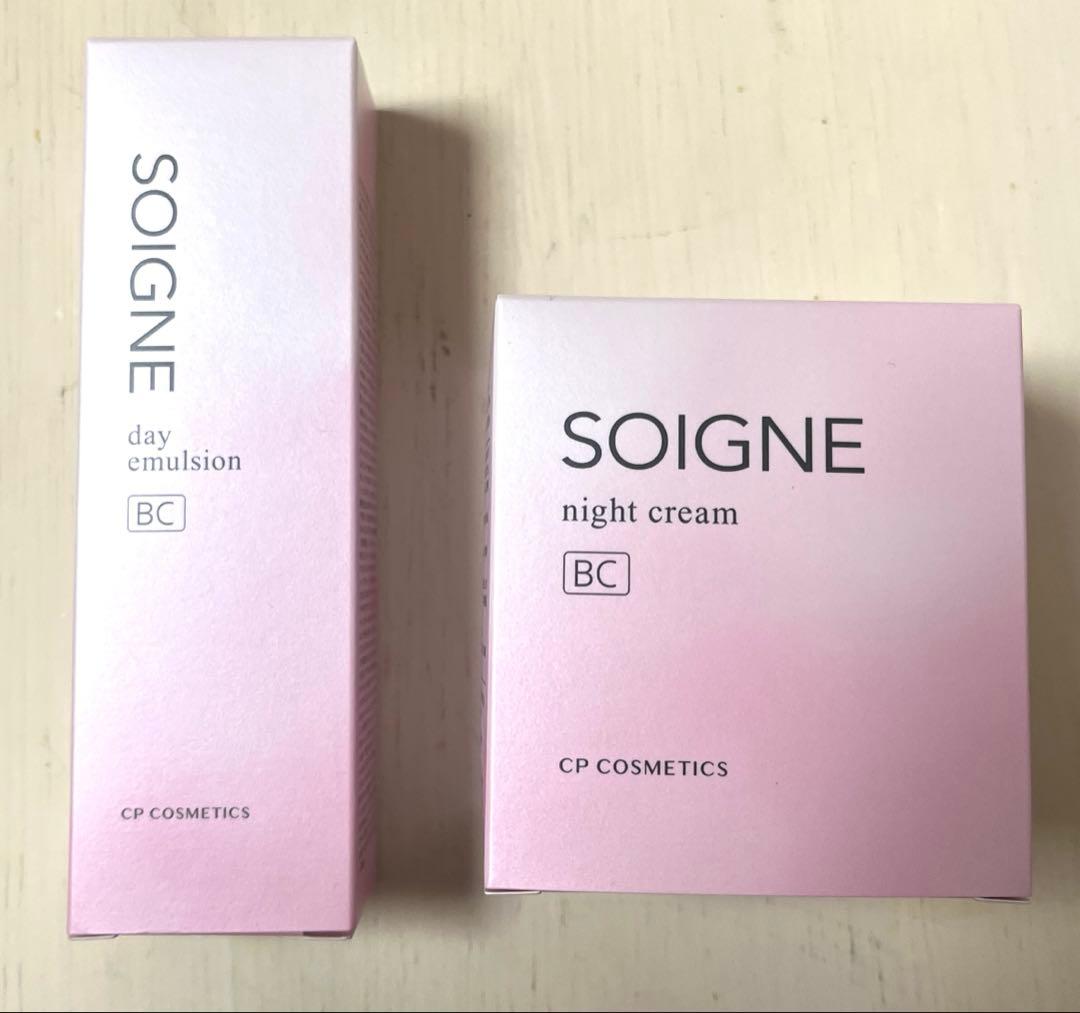 SOIGNE
day
emulsion
BC
CP COSMETICS
SOIGNE
night cream
BC
CP COSMETICS